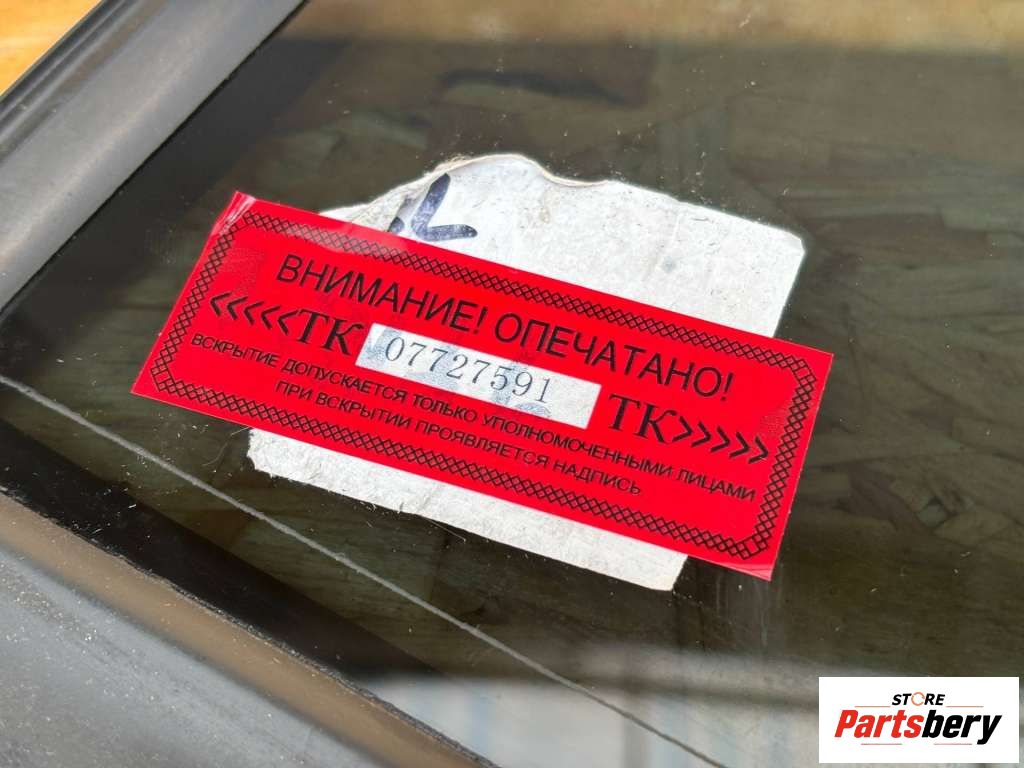 ВНИМАНИЕ! ОПЕЧАТАНО!
<<<<<ТК 07727591 ТК>>>>>
ВСКРЫТИЕ ДОПУСКАЕТСЯ ТОЛЬКО УПОЛНОМОЧЕННЫМИ ЛИЦАМИ
ПРИ ВСКРЫТИИ ПРОЯВЛЯЕТСЯ НАДПИСЬ
STORE
Partsbery